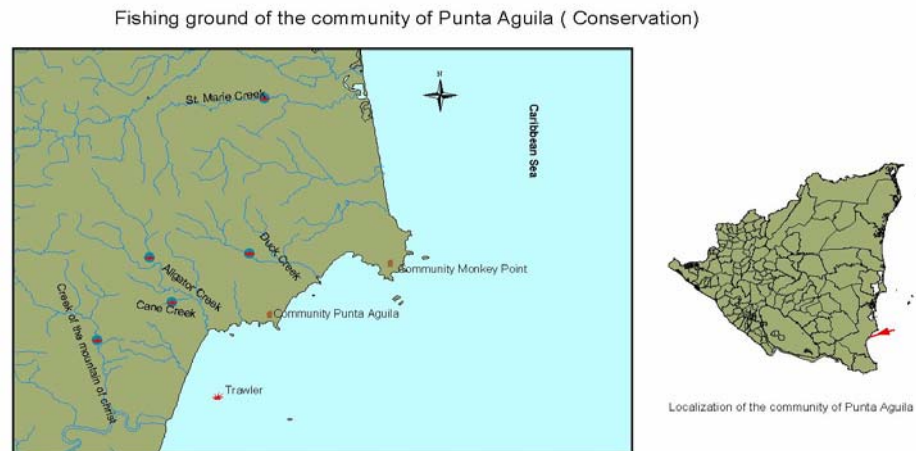 Fishing ground of the community of Punta Aguila ( Conservation)
N
St. Marie Creek
Caribbean Sea
Duck Creek
Community Monkey Point
Alligator Creek
Cane Creek
Community Punta Aguila
Creek of the mountain of christ
Trawler
Localization of the community of Punta Aguila